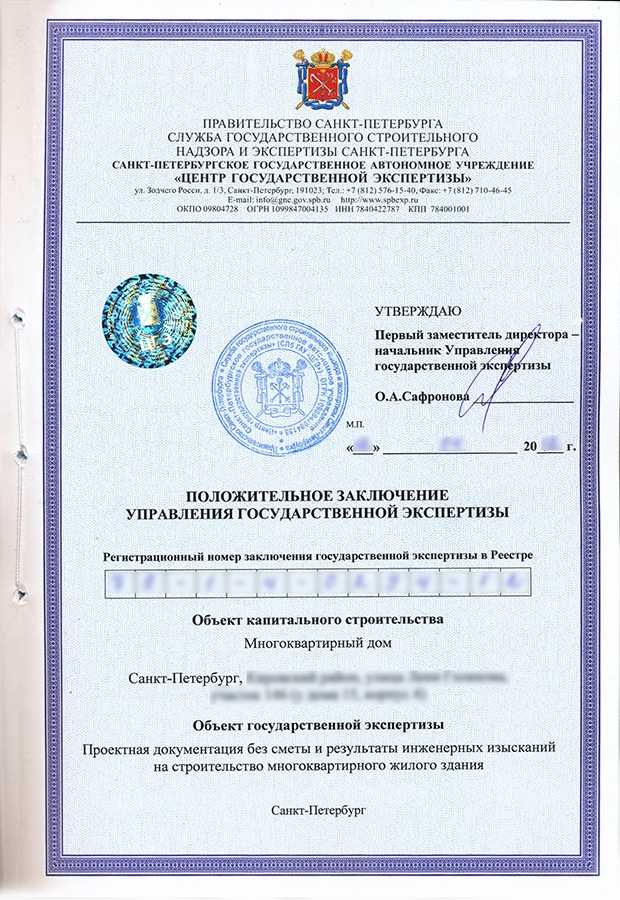 ПРАВИТЕЛЬСТВО САНКТ-ПЕТЕРБУРГА
СЛУЖБА ГОСУДАРСТВЕННОГО СТРОИТЕЛЬНОГО
НАДЗОРА И ЭКСПЕРТИЗЫ САНКТ-ПЕТЕРБУРГА
САНКТ-ПЕТЕРБУРГСКОЕ ГОСУДАРСТВЕННОЕ АВТОНОМНОЕ УЧРЕЖДЕНИЕ
«ЦЕНТР ГОСУДАРСТВЕННОЙ ЭКСПЕРТИЗЫ»
ул. Зодчего Росси, д. 1/3, Санкт-Петербург, 191023; Тел.: +7 (812) 576-15-40, Факс: +7 (812) 710-46-45
E-mail: info@gne.gov.spb.ru http://www.spbexp.ru
ОКПО 09804728 ОГРН 1099847004135 ИНН 7840422787 КПП 784001001
УТВЕРЖДАЮ
Первый заместитель директора –
начальник Управления
государственной экспертизы
О.А.Сафронова
М.П.
« » 20 г.
ПОЛОЖИТЕЛЬНОЕ ЗАКЛЮЧЕНИЕ
УПРАВЛЕНИЯ ГОСУДАРСТВЕННОЙ ЭКСПЕРТИЗЫ
Регистрационный номер заключения государственной экспертизы в Реестре
Объект капитального строительства
Многоквартирный дом
Санкт-Петербург,
Объект государственной экспертизы
Проектная документация без сметы и результаты инженерных изысканий
на строительство многоквартирного жилого здания
Санкт-Петербург